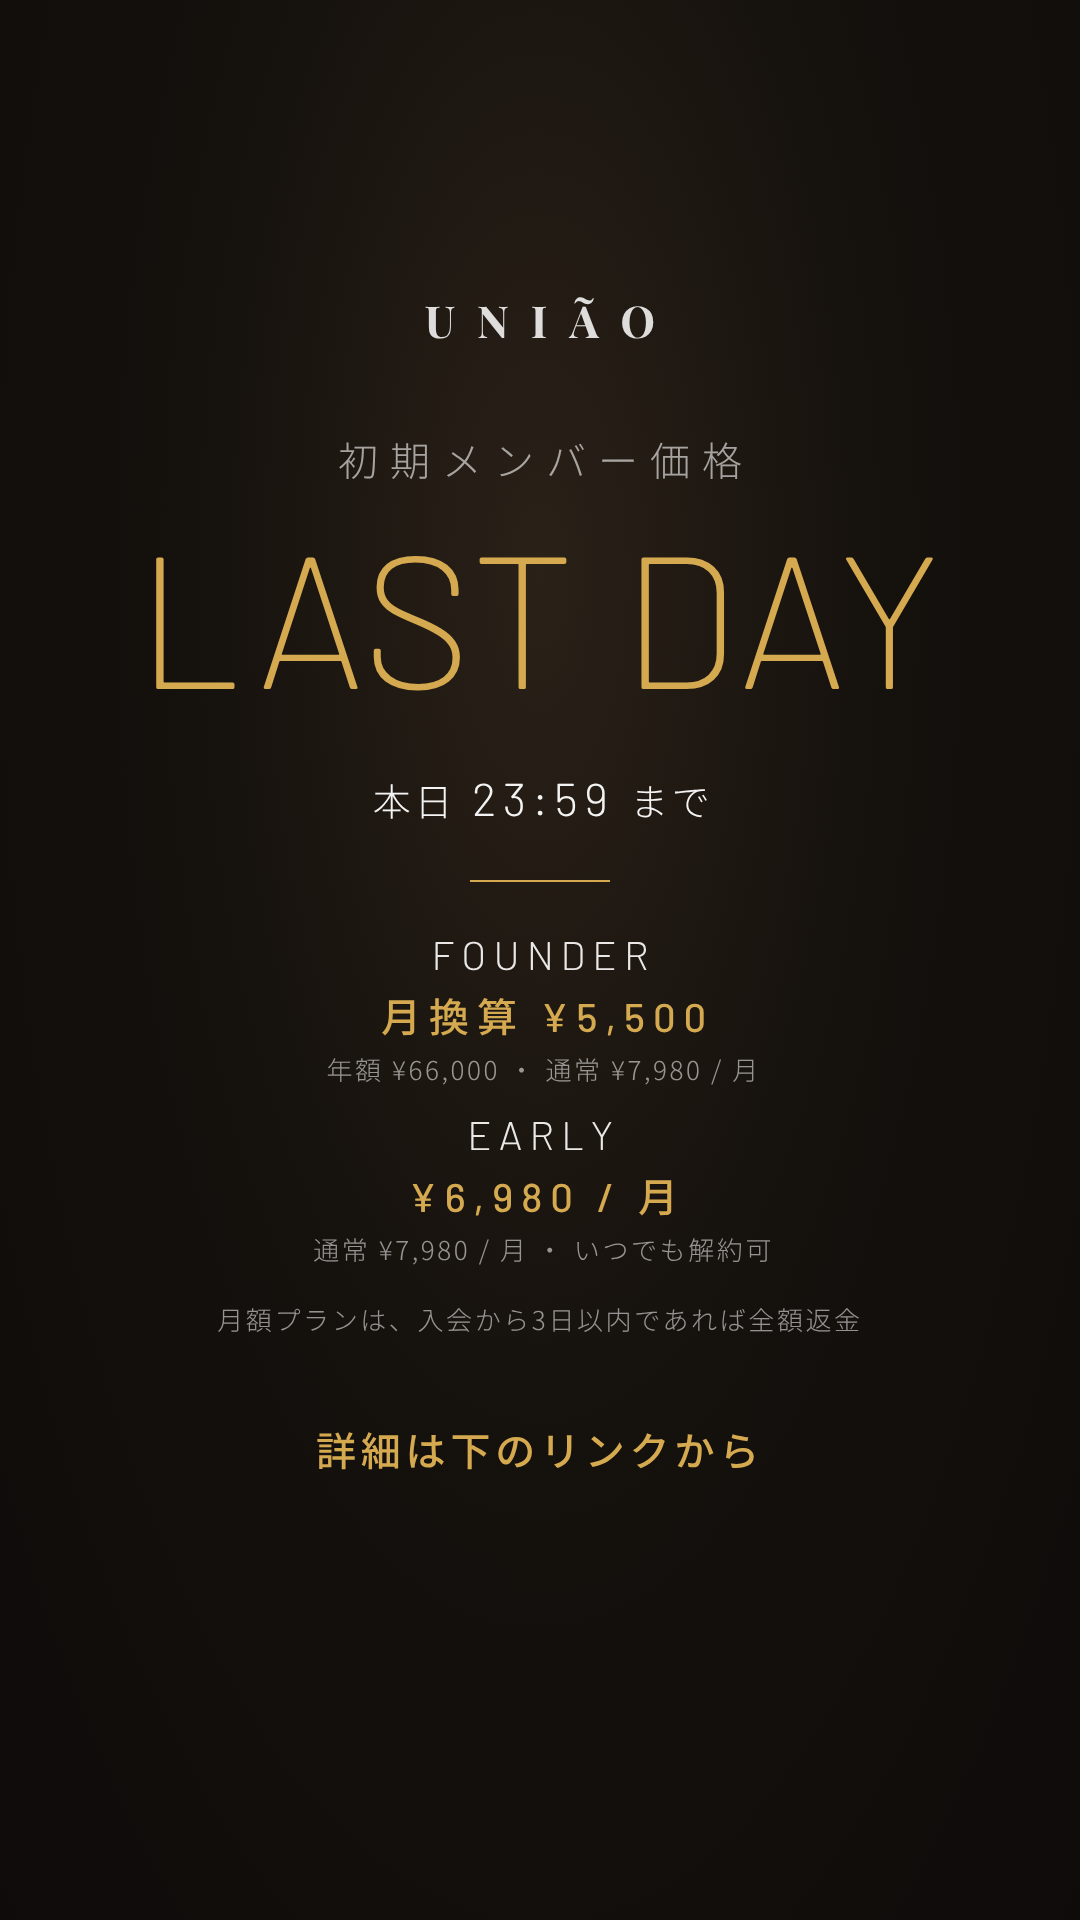 UNIÃO
初期メンバー価格
LAST DAY
本日 23:59 まで
FOUNDER
月換算 ¥5,500
年額 ¥66,000 ・ 通常 ¥7,980 / 月
EARLY
¥6,980 / 月
通常 ¥7,980 / 月 ・ いつでも解約可
月額プランは、入会から3日以内であれば全額返金
詳細は下のリンクから